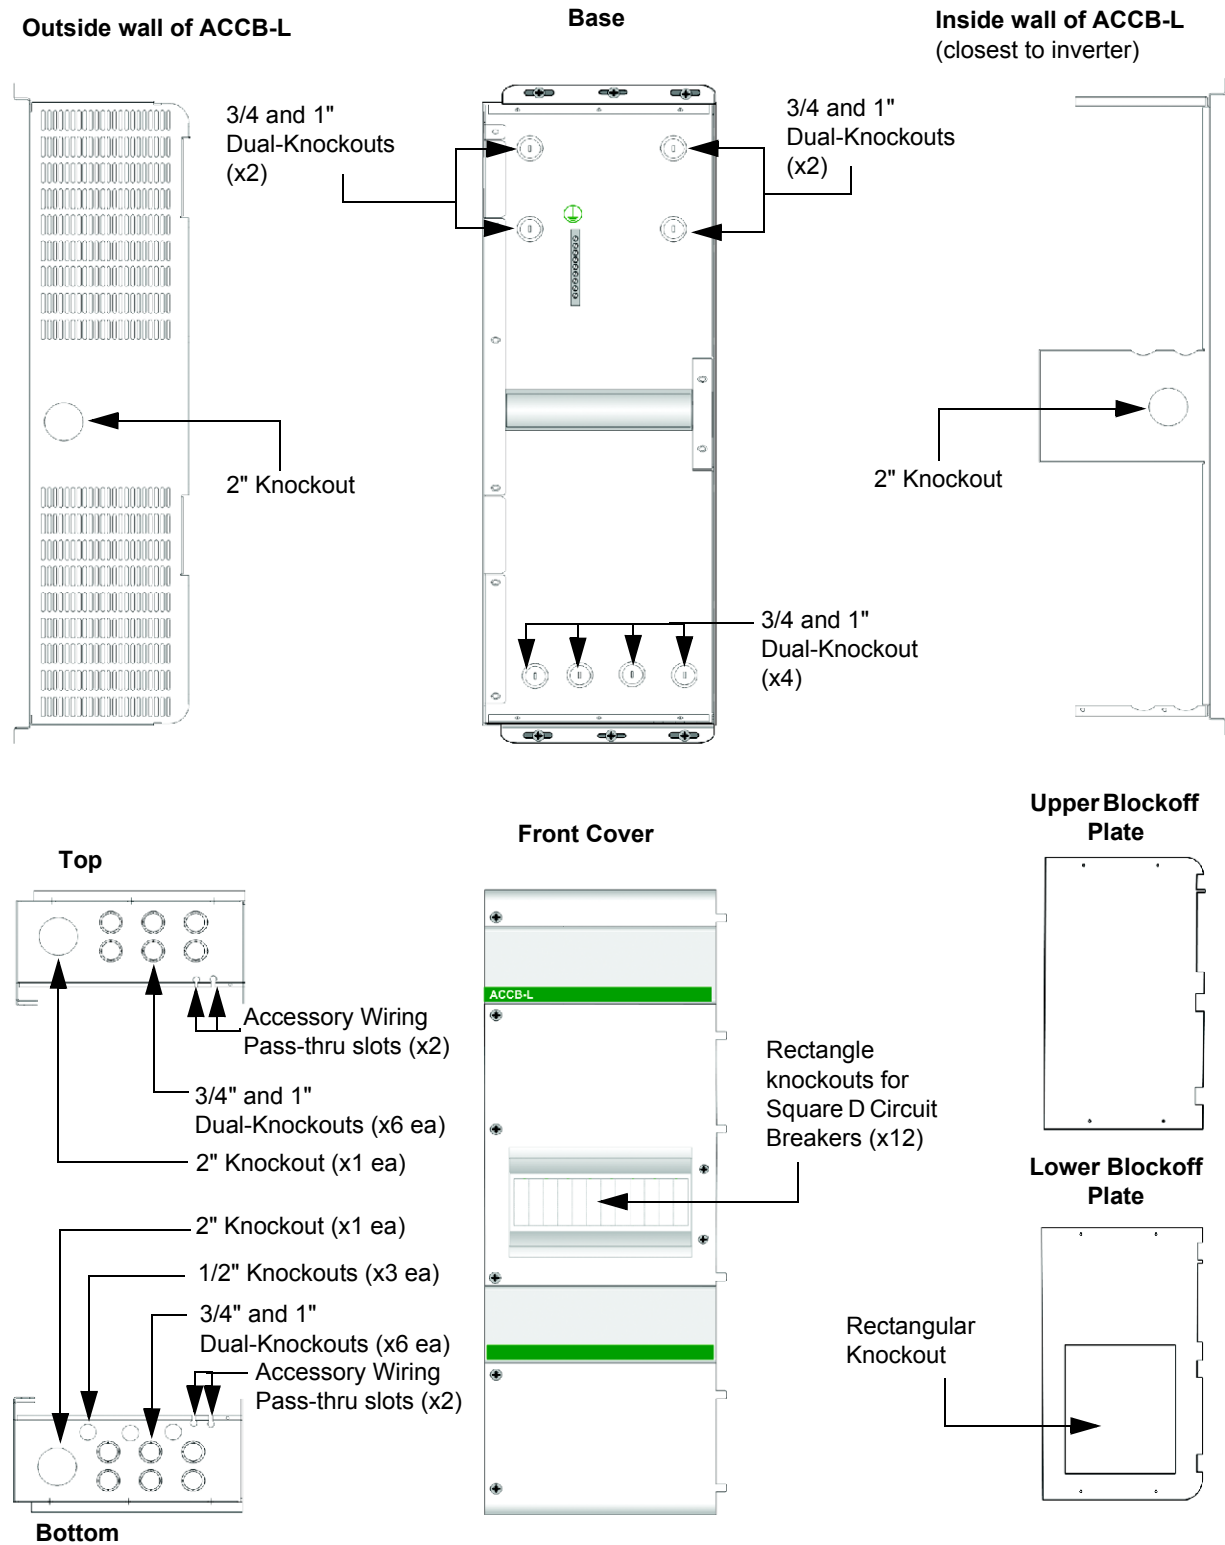 Outside wall of ACCB-L
Base
Inside wall of ACCB-L
(closest to inverter)
3/4 and 1"
Dual-Knockouts
(x2)
3/4 and 1"
Dual-Knockouts
(x2)
2" Knockout
2" Knockout
3/4 and 1"
Dual-Knockout
(x4)
Upper Blockoff
Plate
Front Cover
Top
ACCB-L
Accessory Wiring
Pass-thru slots (x2)
Rectangle
knockouts for
Square D Circuit
Breakers (x12)
3/4" and 1"
Dual-Knockouts (x6 ea)
2" Knockout (x1 ea)
Lower Blockoff
Plate
2" Knockout (x1 ea)
1/2" Knockouts (x3 ea)
3/4" and 1"
Dual-Knockouts (x6 ea)
Accessory Wiring
Pass-thru slots (x2)
Rectangular
Knockout
Bottom